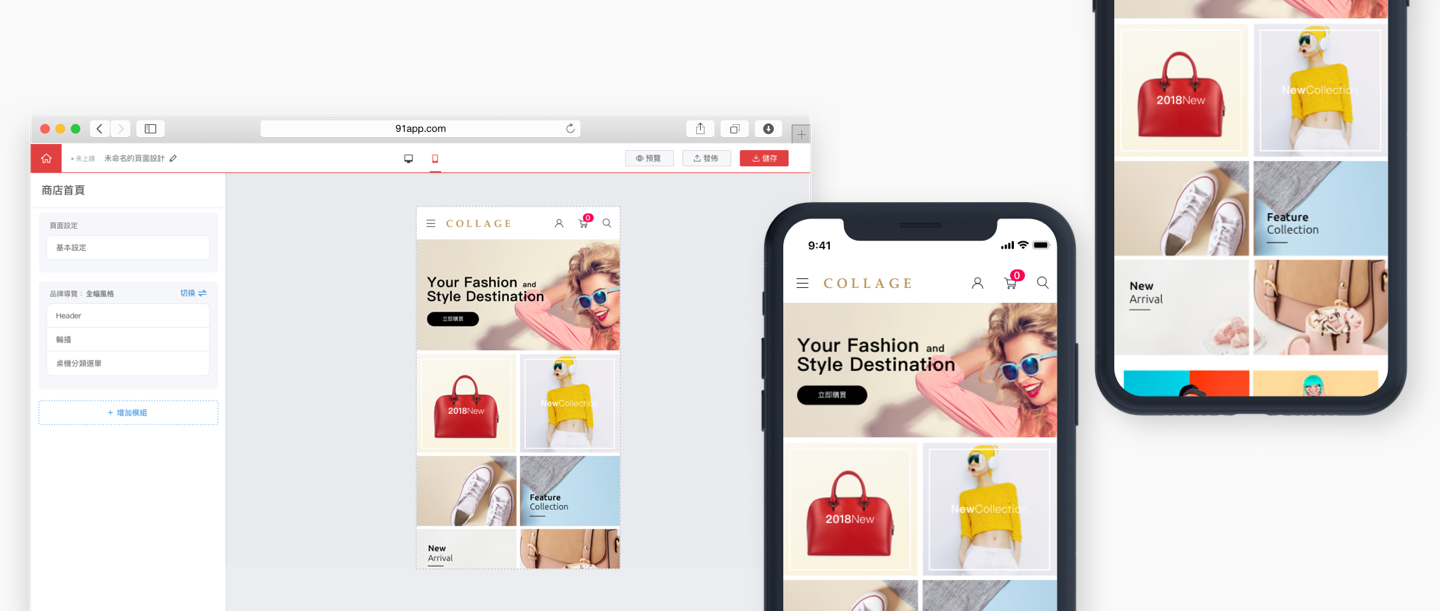 91app.com
未上線
未命名的頁面設計
預覽
發佈
儲存
商店首頁
頁面設定
基本設定
品牌導覽：全幅風格
切換
Header
輪播
桌機分類選單
+ 增加模組
COLLAGE
0
Your Fashion and
Style Destination
立即購買
2018New
NewCollection
Feature
Collection
New
Arrival
9:41
COLLAGE
0
Your Fashion and
Style Destination
立即購買
2018New
NewCollection
2018New
NewCollection
Feature
Collection
New
Arrival